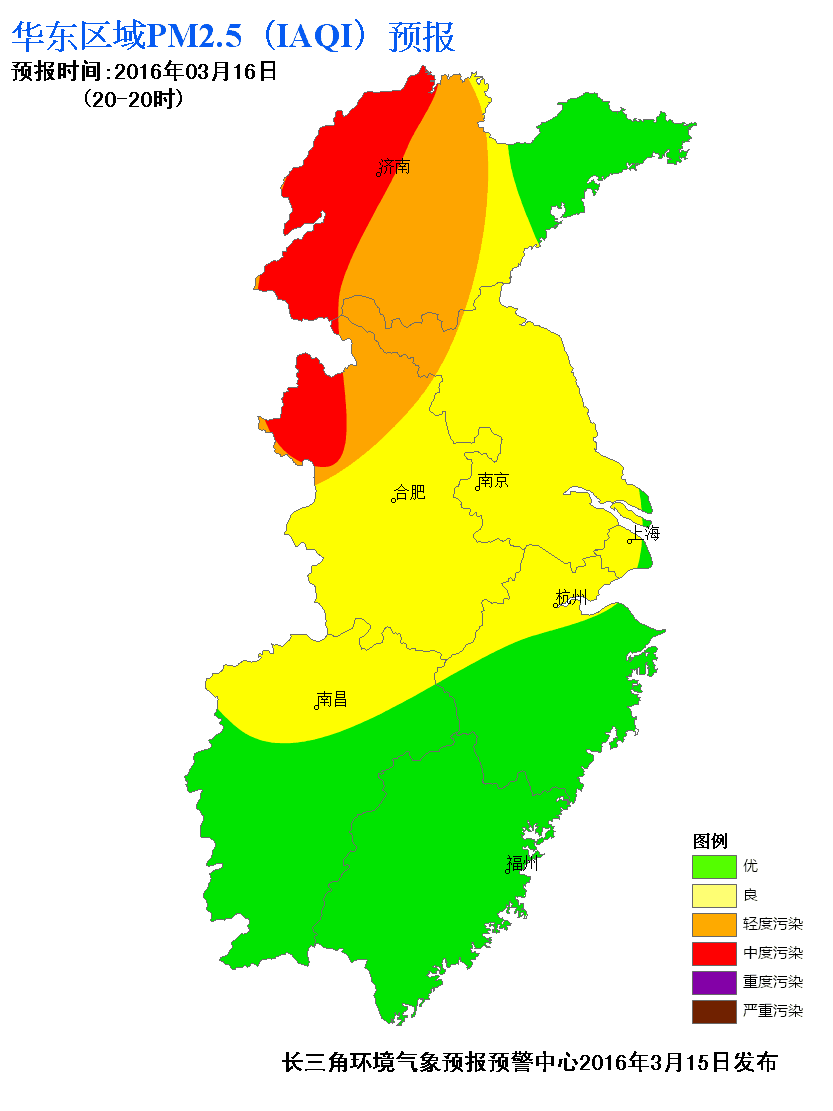 华东区域PM2.5（IAQI）预报
预报时间:2016年03月16日
(20-20时)
济南
合肥
南京
上海
杭州
南昌
福州
图例
优
良
轻度污染
中度污染
重度污染
严重污染
长三角环境气象预报预警中心2016年3月15日发布